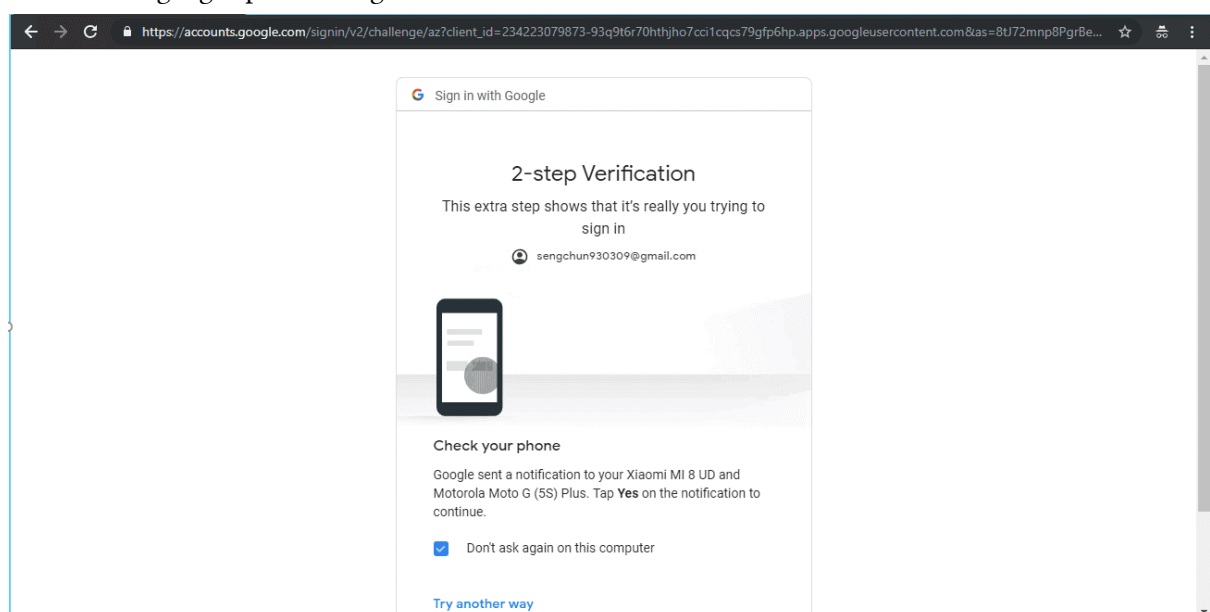 https://accounts.google.com/signin/v2/challenge/az?client_id=234223079873-93q9t6r70hthjho7cci1cqcs79gfp6hp.apps.googleusercontent.com&as=8tJ72mnp8PgrBe...
G Sign in with Google
2-step Verification
This extra step shows that it's really you trying to
sign in
sengchun930309@gmail.com
Check your phone
Google sent a notification to your Xiaomi MI 8 UD and
Motorola Moto G (5S) Plus. Tap Yes on the notification to
continue.
Don't ask again on this computer
Try another way